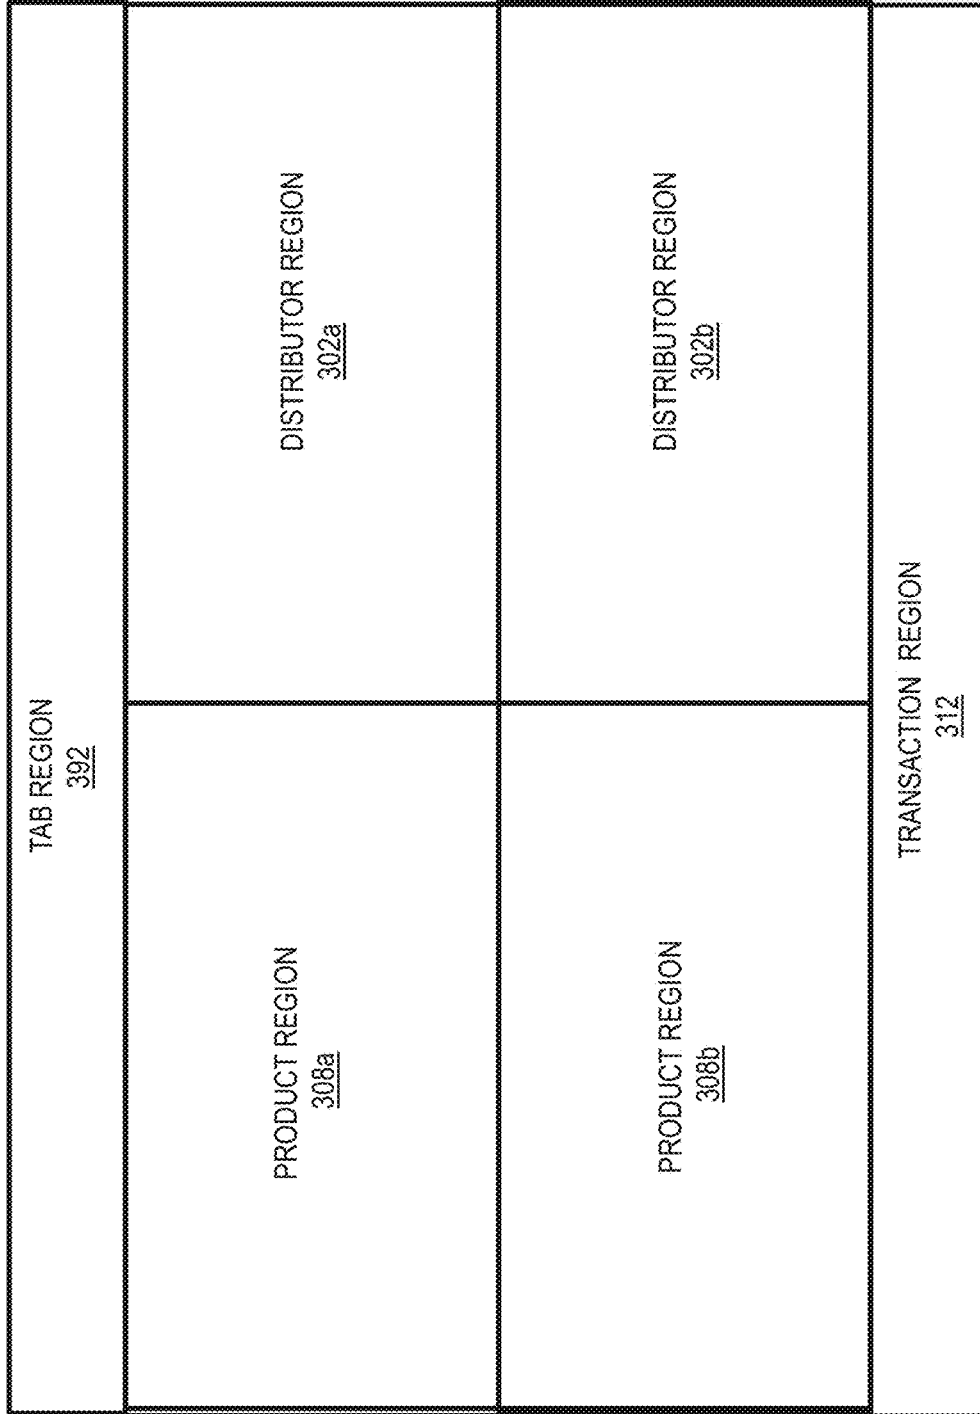 TAB REGION
392
PRODUCT REGION
308a
DISTRIBUTOR REGION
302a
PRODUCT REGION
308b
DISTRIBUTOR REGION
302b
TRANSACTION REGION
312